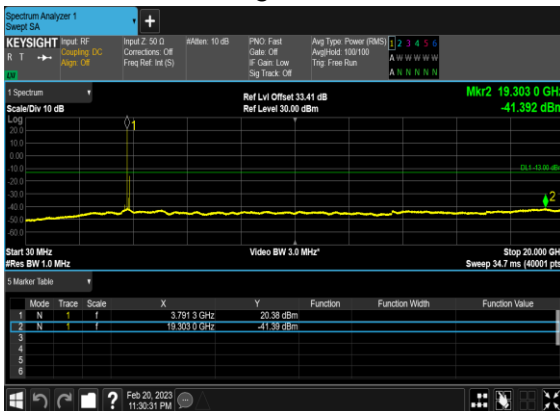 Spectrum Analyzer 1
Swept SA
+
KEYSIGHT Input: RF Input Z: 50 Ω #Atten: 10 dB PNO: Fast Avg Type: Power (RMS) 1 2 3 4 5 6
R T Coupling: DC Corrections: Off Gate: Off Avg|Hold: 100/100 A W W W W W
Align: Off Freq Ref: Int (S) IF Gain: Low Trig: Free Run
Sig Track: Off A N N N N N
LV
1 Spectrum Ref Lvl Offset 33.41 dB Mkr2 19.303 0 GHz
Scale/Div 10 dB Ref Level 30.00 dBm -41.392 dBm
Log
20.0
10.0
0.00
-10.0
-20.0
-30.0
-40.0
-50.0
-60.0
1
DL1 -13.00 dBm
2
Start 30 MHz Video BW 3.0 MHz* Stop 20.000 GH
#Res BW 1.0 MHz Sweep 34.7 ms (40001 pts
5 Marker Table
Mode Trace Scale X Y Function Function Width Function Value
1 N 1 f 3.791 3 GHz 20.38 dBm
2 N 1 f 19.303 0 GHz -41.39 dBm
3
4
5
6
? Feb 20, 2023
11:30:31 PM